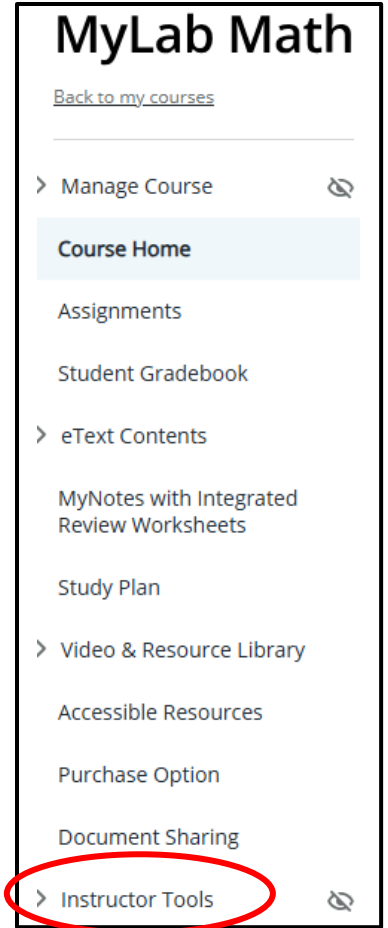 MyLab Math
Back to my courses
Manage Course
Course Home
Assignments
Student Gradebook
eText Contents
MyNotes with Integrated
Review Worksheets
Study Plan
Video & Resource Library
Accessible Resources
Purchase Option
Document Sharing
Instructor Tools